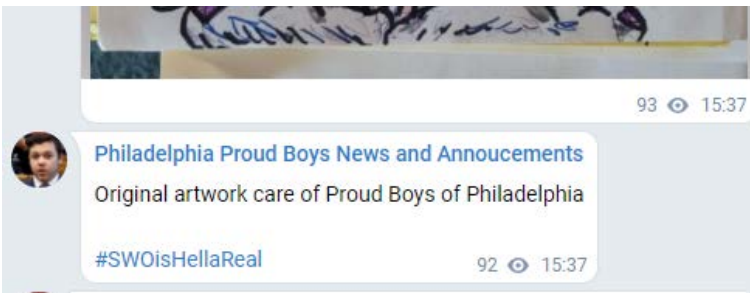 93 15:37
Philadelphia Proud Boys News and Annoucements
Original artwork care of Proud Boys of Philadelphia
#SWOisHellaReal
92 15:37